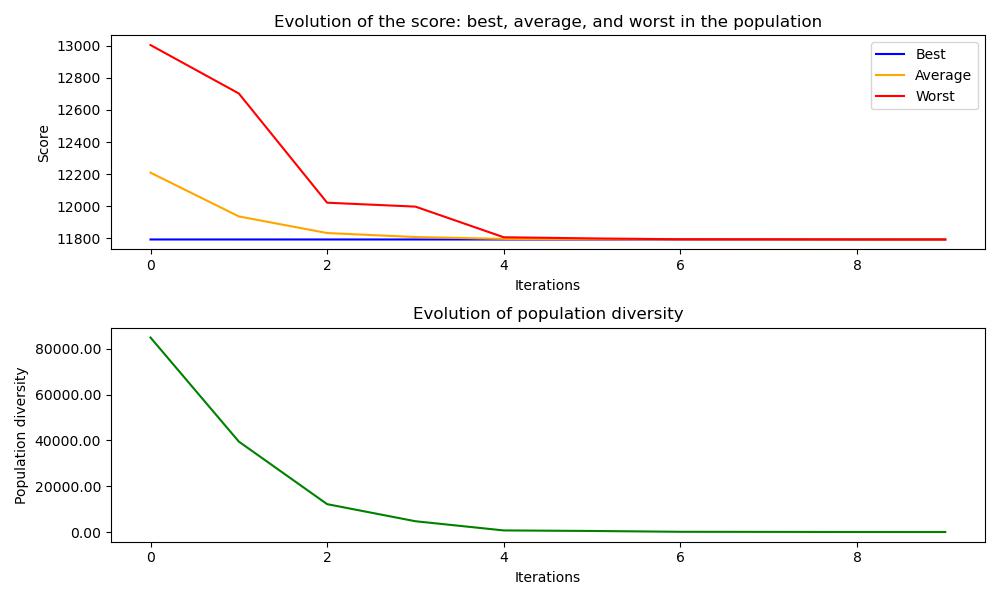 Evolution of the score: best, average, and worst in the population
Score
13000
12800
12600
12400
12200
12000
11800
Best
Average
Worst
0 2 4 6 8
Iterations
Evolution of population diversity
Population diversity
80000.00
60000.00
40000.00
20000.00
0.00
0 2 4 6 8
Iterations